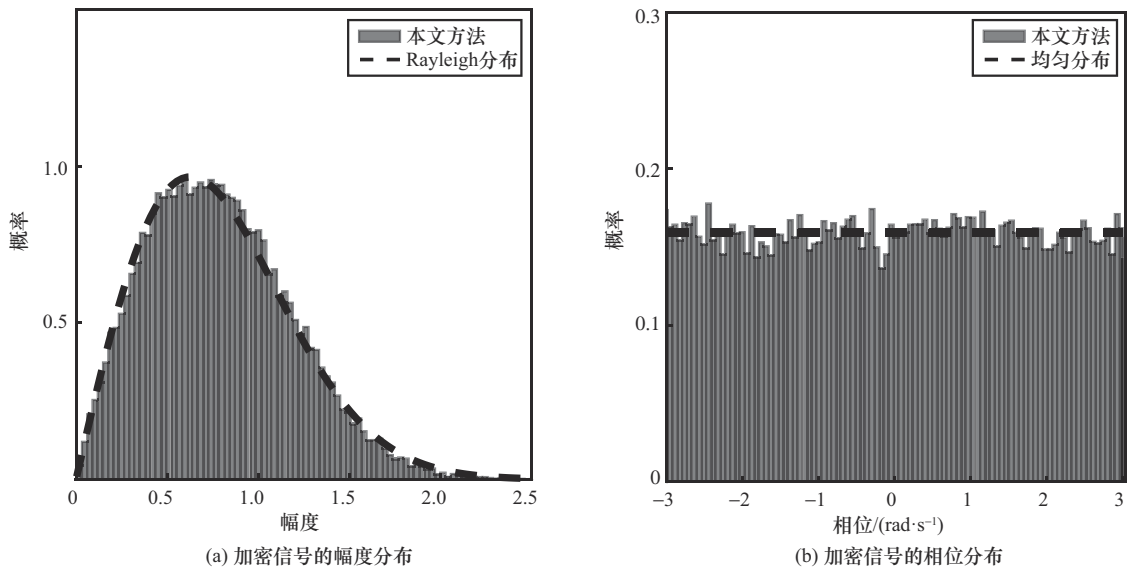 本文方法
Rayleigh分布
1.0
0.5
概率
0
0.5
1.0
1.5
2.0
2.5
幅度
(a) 加密信号的幅度分布
0.3
本文方法
均匀分布
0.2
0.1
0
概率
−3
−2
−1
0
1
2
3
相位/(rad·s⁻¹)
(b) 加密信号的相位分布